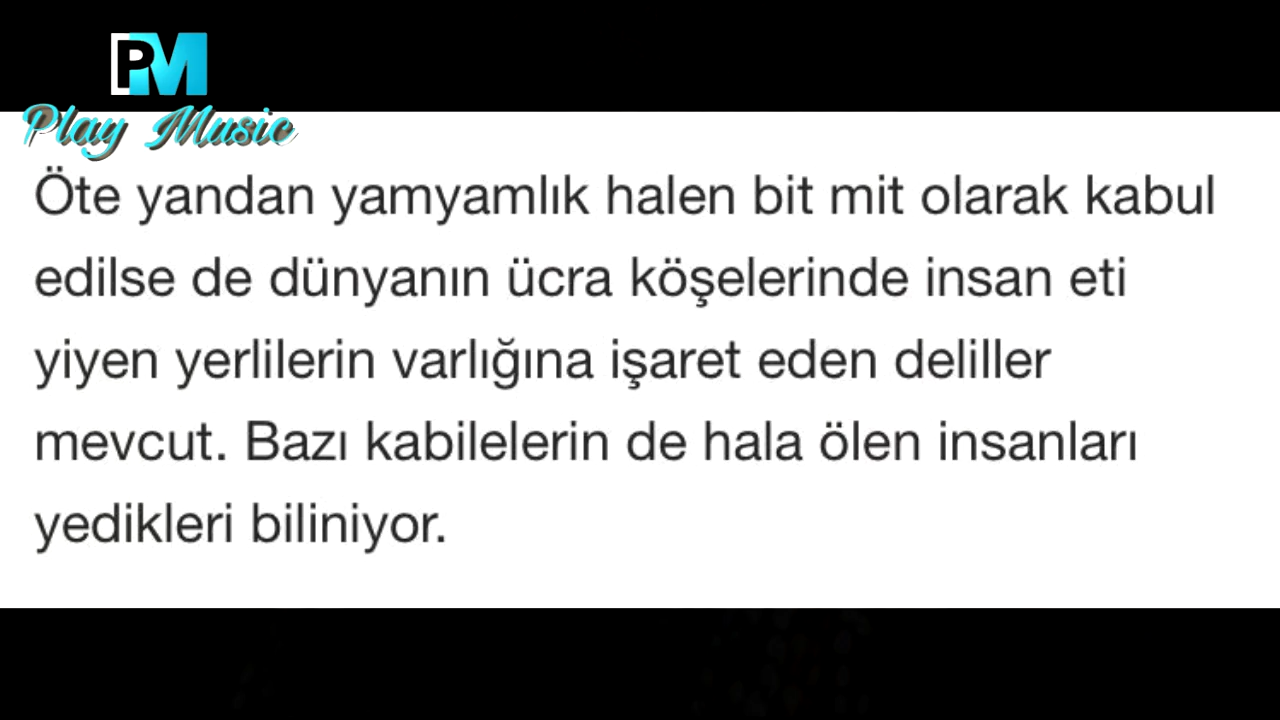 PM
Play Music
Öte yandan yamyamlık halen bit mit olarak kabul
edilse de dünyanın ücra köşelerinde insan eti
yiyen yerlilerin varlığına işaret eden deliller
mevcut. Bazı kabilelerin de hala ölen insanları
yedikleri biliniyor.